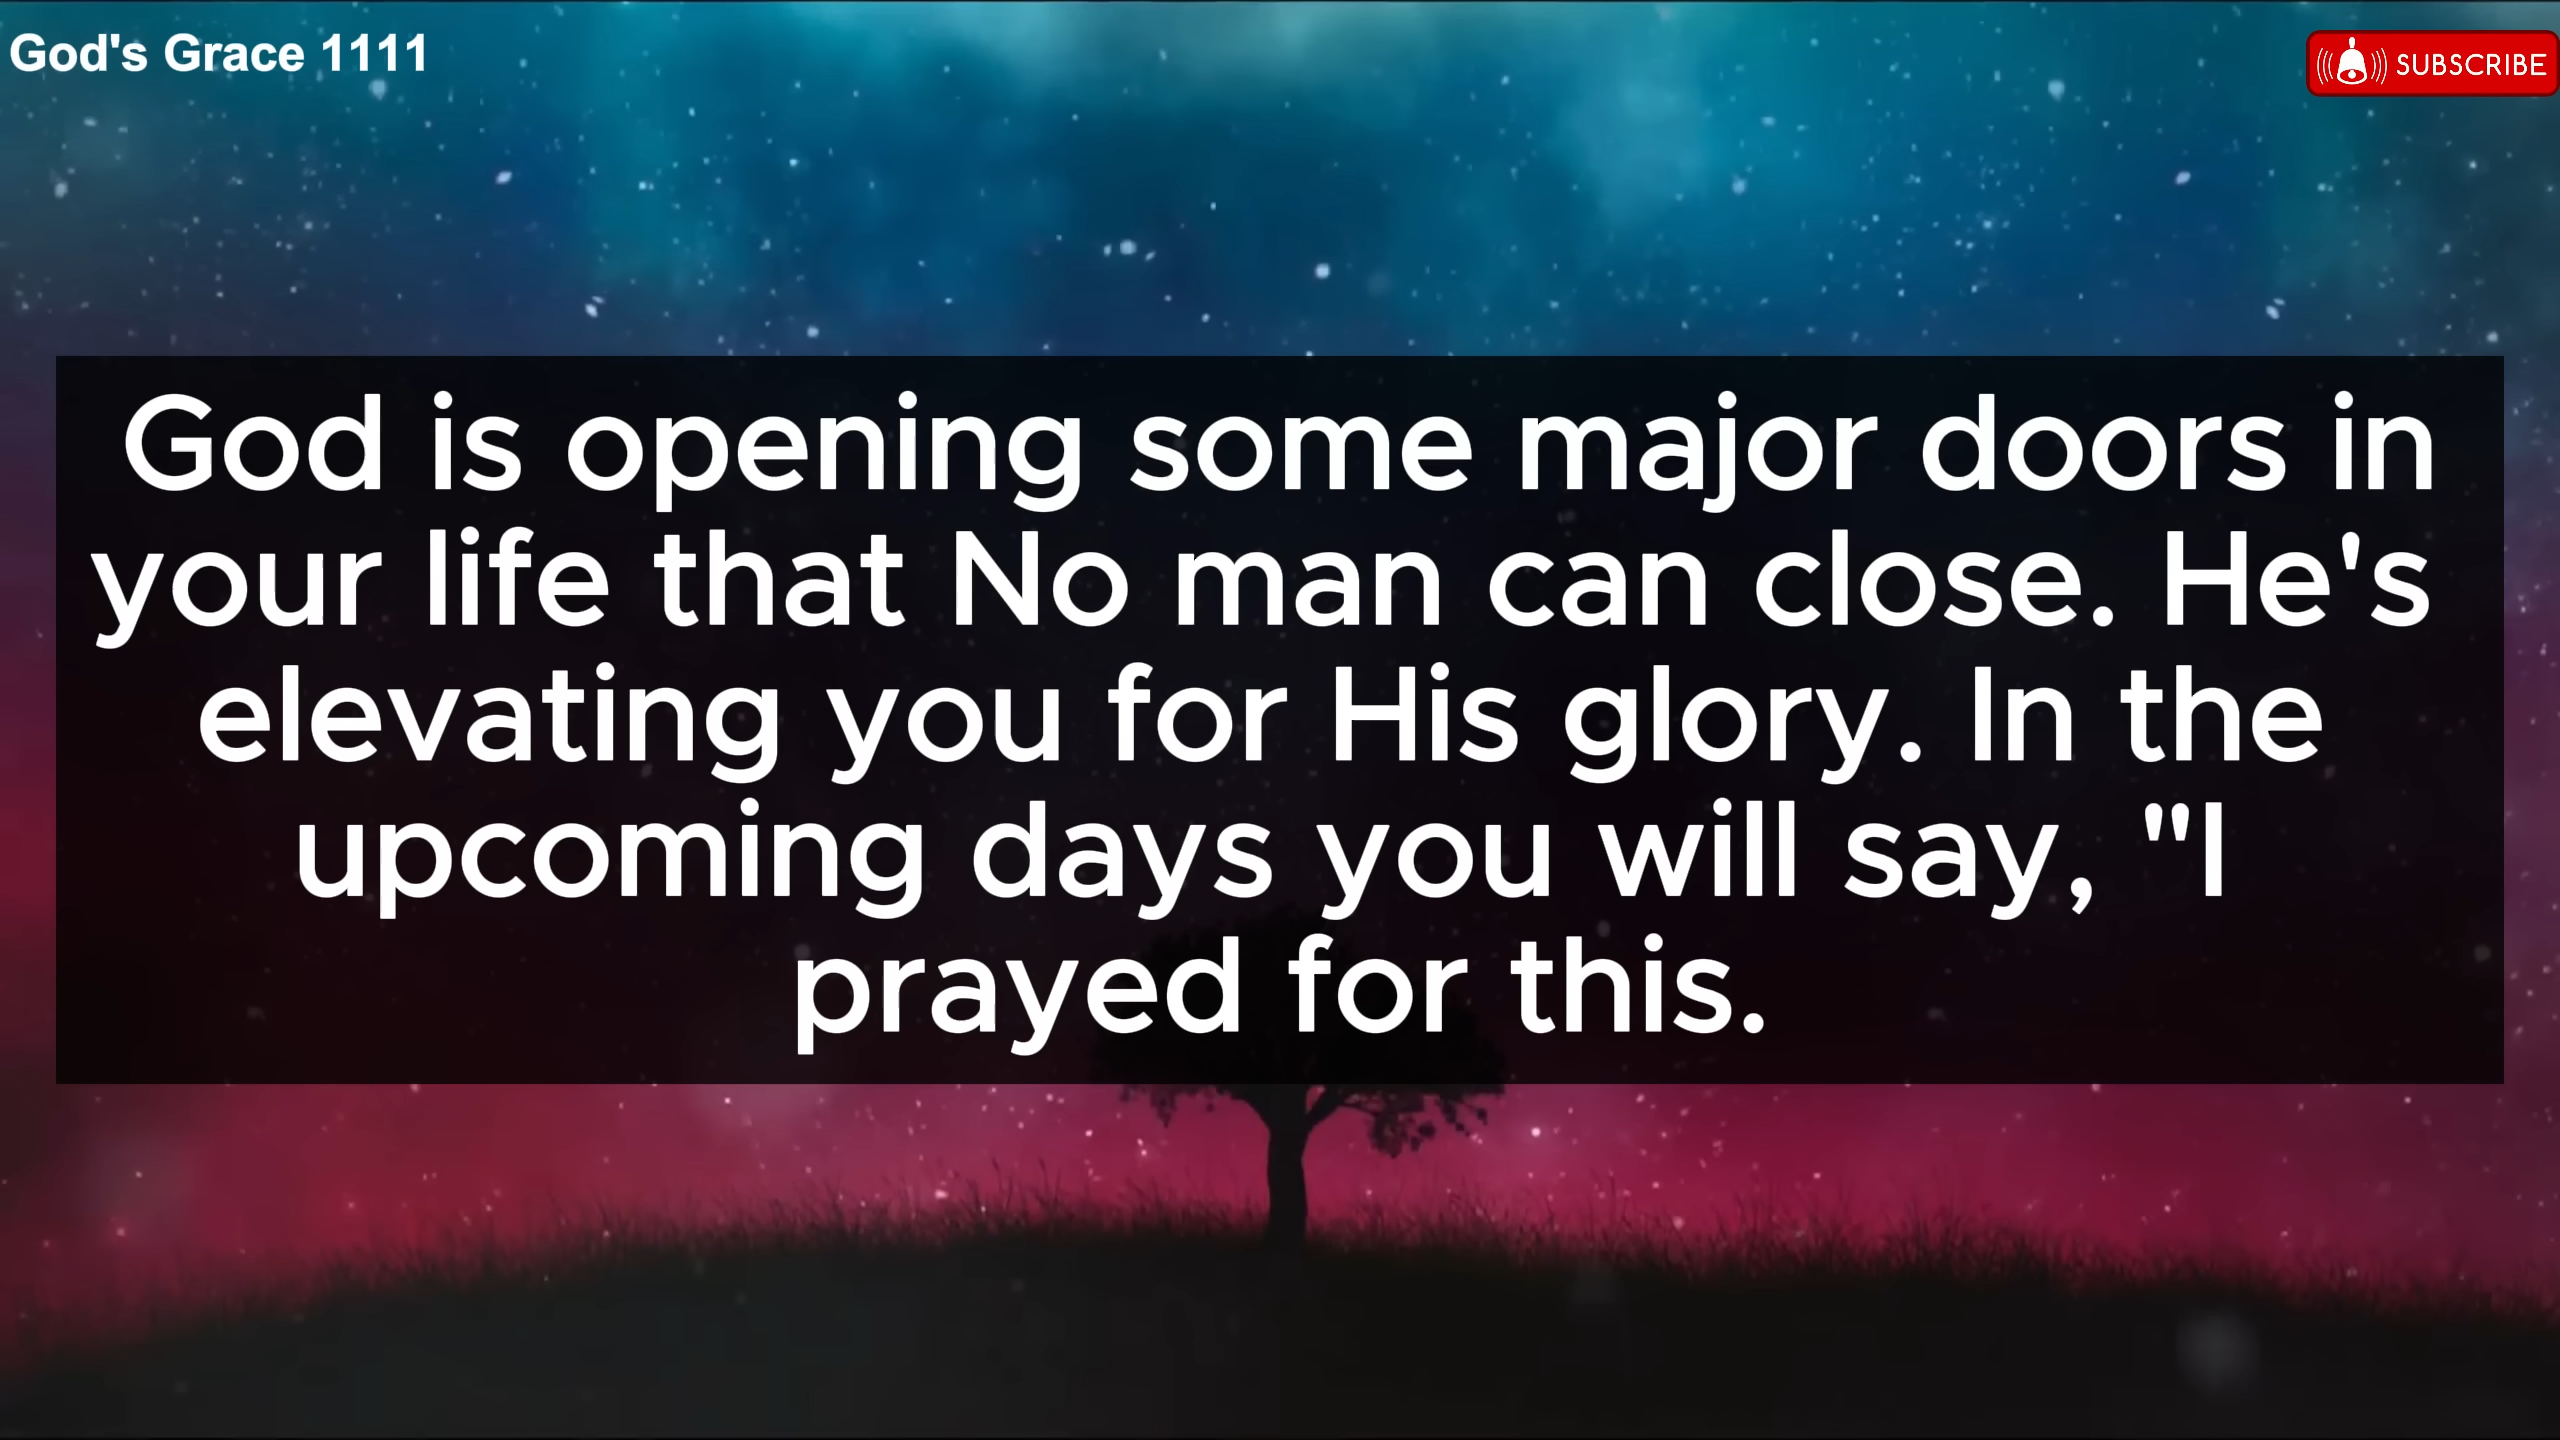 God's Grace 1111
SUBSCRIBE
God is opening some major doors in
your life that No man can close. He's
elevating you for His glory. In the
upcoming days you will say, "I
prayed for this.